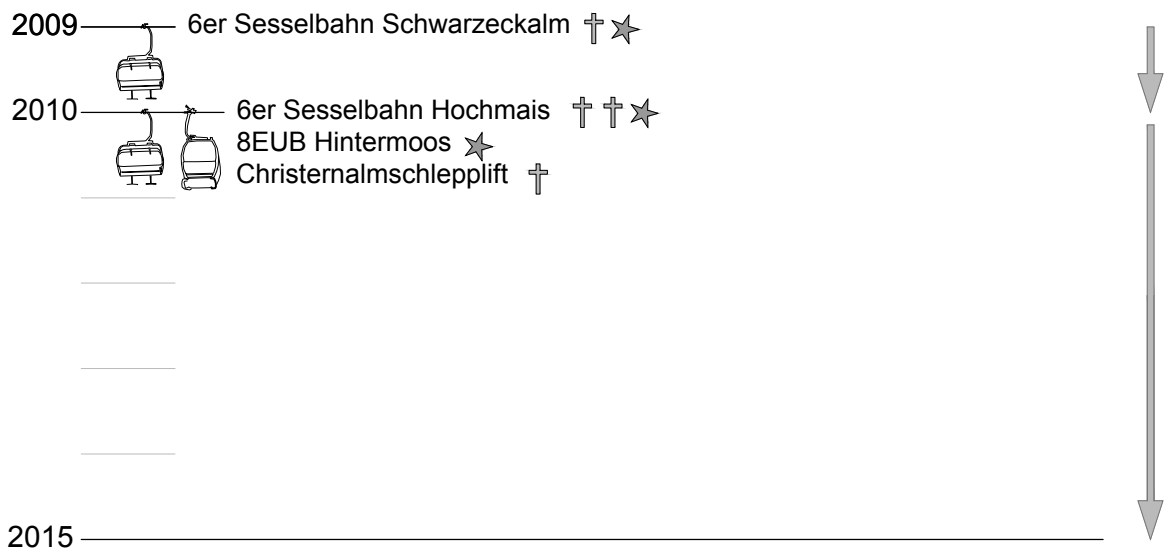 2009 6er Sesselbahn Schwarzeckalm
2010 6er Sesselbahn Hochmais
8EUB Hintermoos
Christernalmschlepplift
2015